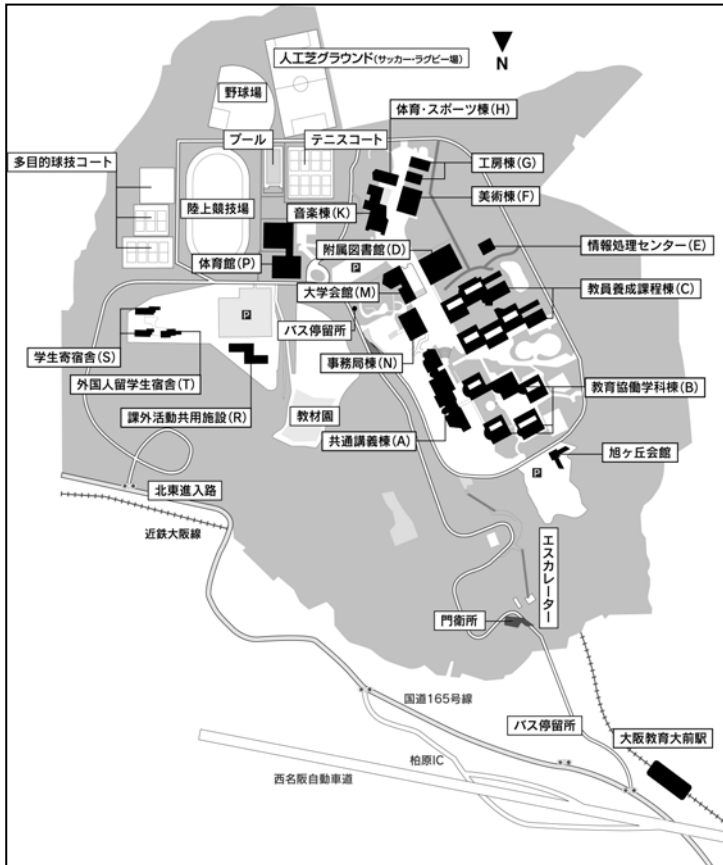 人工芝グラウンド(サッカー・ラグビー場)
N
野球場
体育・スポーツ棟(H)
プール
テニスコート
多目的球技コート
工房棟(G)
美術棟(F)
陸上競技場
音楽棟(K)
附属図書館(D)
情報処理センター(E)
体育館(P)
P
大学会館(M)
教員養成課程棟(C)
P
バス停留所
学生寄宿舎(S)
事務局棟(N)
外国人留学生宿舎(T)
課外活動共用施設(R)
教材園
教育協働学科棟(B)
共通講義棟(A)
旭ヶ丘会館
P
北東進入路
近鉄大阪線
エスカレーター
門衛所
国道165号線
バス停留所
大阪教育大前駅
柏原IC
西名阪自動車道